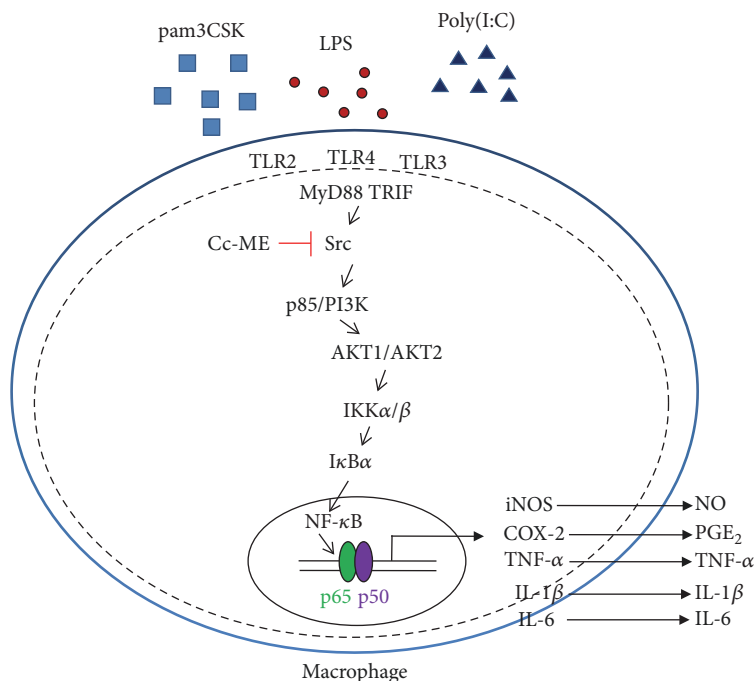 pam3CSK
LPS
Poly(I:C)
TLR2 TLR4 TLR3
MyD88 TRIF
Cc-ME Src
p85/PI3K
AKT1/AKT2
IKKα/β
IκBα
NF-κB
p65 p50
iNOS NO
COX-2 PGE₂
TNF-α TNF-α
IL-1β IL-1β
IL-6 IL-6
Macrophage